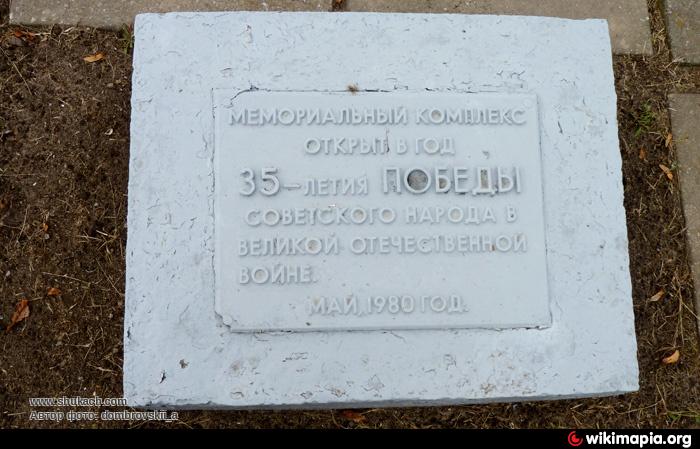 МЕМОРИАЛЬНЫЙ КОМПЛЕКС
ОТКРЫТ В ГОД
35-ЛЕТИЯ ПОБЕДЫ
СОВЕТСКОГО НАРОДА В
ВЕЛИКОЙ ОТЕЧЕСТВЕННОЙ
ВОЙНЕ.
МАЙ, 1980 ГОД.
www.shukach.com
Автор фото: dombrovskii_a
wikimapia.org